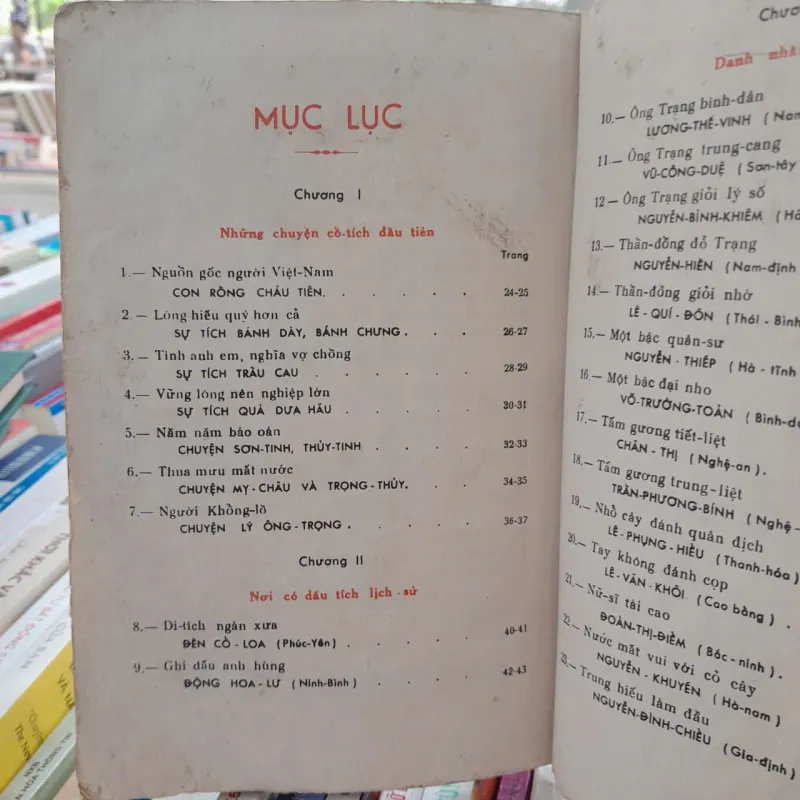 MỤC LỤC
Chương I
Những chuyện cồ-tích đầu tiên
Trang
1.— Nguồn gốc người Việt-Nam
CON RỒNG CHÁU TIÊN. . . . . 24-25
2.— Lòng hiếu quý hơn cả
SỰ TÍCH BÁNH DÀY, BÁNH CHƯNG. . . 26-27
3.— Tình anh em, nghĩa vợ chồng
SỰ TÍCH TRẦU CAU . . . . . 28-29
4.— Vững lòng nên nghiệp lớn
SỰ TÍCH QUẢ DƯA HẤU . . . . 30-31
5.— Năm nầm báo oán
CHUYỆN SƠN-TINH, THỦY-TINH . . . . 32-33
6.— Thua mưu mất nước
CHUYỆN MỴ-CHÂU VÀ TRỌNG-THỦY. . . 34-35
7.— Người Khồng-lồ
CHUYỆN LÝ ÔNG-TRỌNG . . . . . 36-37
Chương II
Nơi có dấu tích lịch-sử
8.— Di-tích ngàn xưa
ĐỀN CỔ-LOA (Phúc-Yên) . . . . . 40-41
9.— Ghi dấu anh hùng
ĐỘNG HOA-LƯ (Ninh-Bình) . . . . 42-43
Danh nhân
10.— Ông Trạng bình-dân
LƯƠNG-THẾ-VINH (Nam
11.— Ông Trạng trung-cang
VŨ-CÔNG-DUỆ (Sơn-tây
12 — Ông Trạng giỏi lý số
NGUYỄN-BỈNH-KHIÊM (Hả
13.— Thần-đồng đỗ Trạng
NGUYỄN-HIỀN (Nam-định
14.— Thần-đồng giỏi nhớ
LÊ - QUÍ - ĐÔN (Thái - Bình
15.— Một bậc quân-sư
NGUYỄN - THIẾP (Hà - tĩnh
16.— Một bậc đại nho
VÕ-TRƯỜNG-TOẢN (Bình-dư
17.— Tấm gương tiết-liệt
CHÂN - THỊ (Nghệ-an).
18.— Tấm gương trung-liệt
TRẦN-PHƯƠNG-BÍNH (Nghệ-
19.— Nhổ cây đánh quân địch
LÊ-PHỤNG-HIỂU (Thanh-hóa)
20.— Tay không đánh cọp
LÊ-VĂN-KHÔI (Cao bằng) .
21.— Nữ-sĩ tài cao
ĐOÀN-THỊ-ĐIỂM (Bắc-ninh).
22.— Nước mắt vui với cỏ cây
NGUYỄN - KHUYẾN (Hà-nam)
23.— Trung hiếu làm đầu
NGUYỄN-ĐÌNH-CHIỂU (Gia-định)